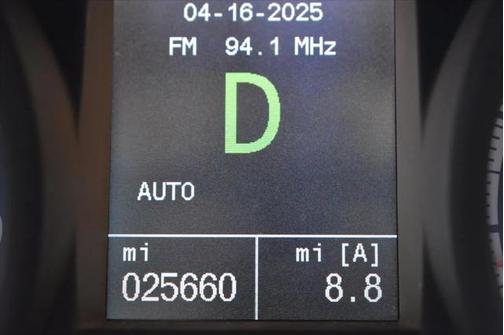 04-16-2025
FM 94.1 MHz
D
AUTO
mi mi [A]
025660 8.8